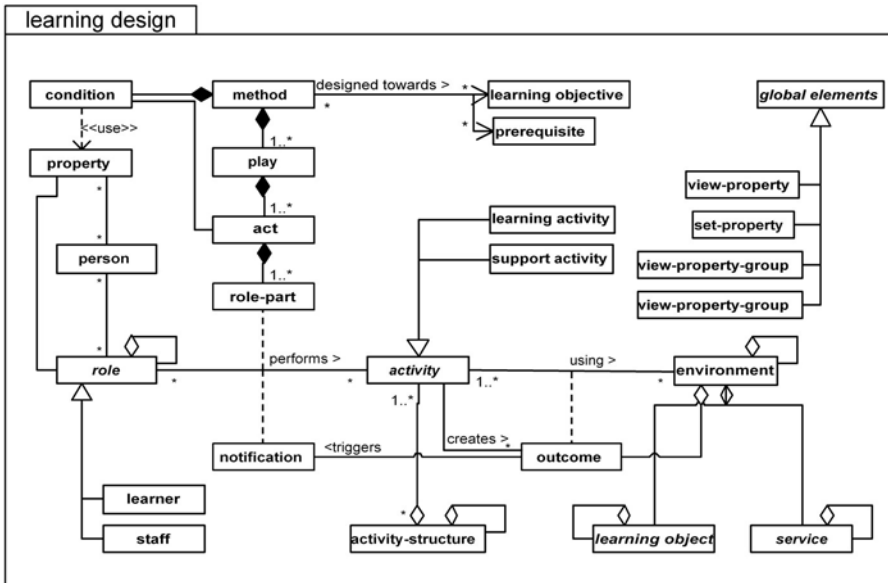 learning design
condition
method
designed towards >
*
*
learning objective
global elements
<<use>>
*
prerequisite
1..*
property
play
*
view-property
1..*
learning activity
*
act
set-property
person
support activity
*
1..*
view-property-group
role-part
view-property-group
*
performs >
using >
role
activity
environment
*
*
1..*
*
1..*
creates >
*
notification
<triggers
outcome
learner
*
staff
activity-structure
learning object
service